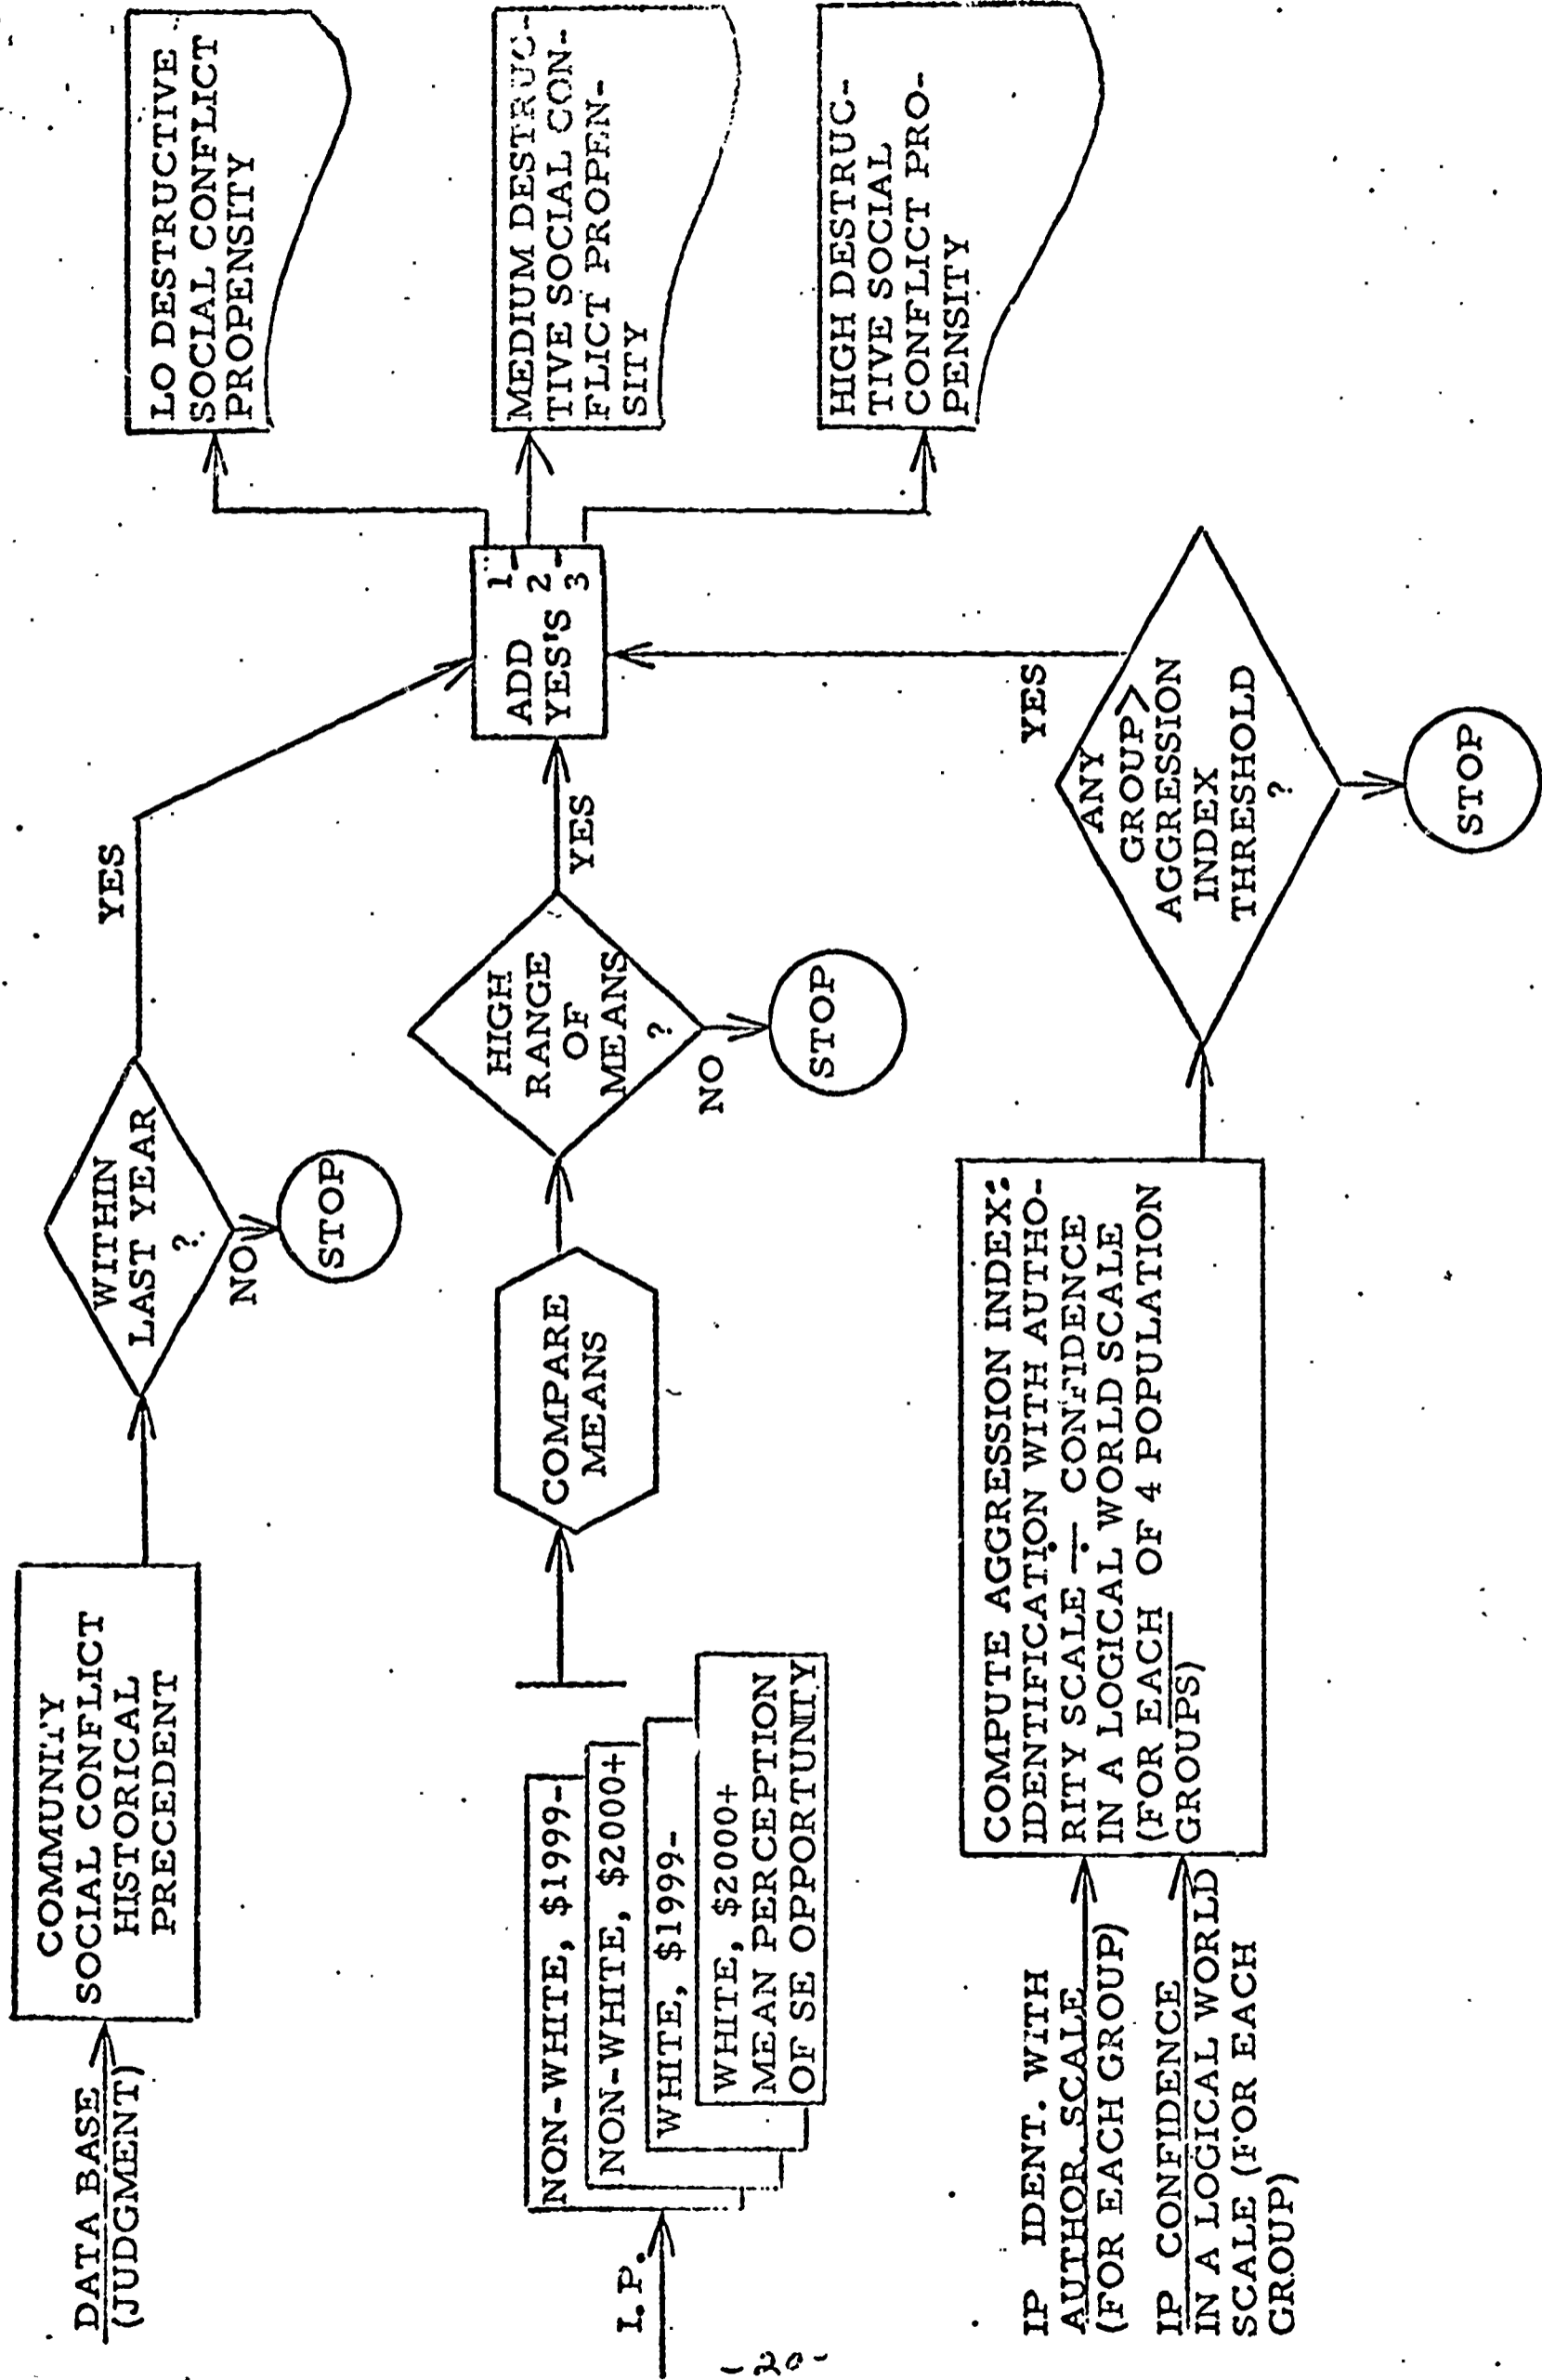 DATA BASE
(JUDGMENT)
COMMUNITY
SOCIAL CONFLICT
HISTORICAL
PRECEDENT
WITHIN
LAST YEAR
?
NO
STOP
YES
LO DESTRUCTIVE
SOCIAL CONFLICT
PROPENSITY
I.P.
NON-WHITE, $1999-
NON-WHITE, $2000+
WHITE, $1999-
WHITE, $2000+
MEAN PERCEPTION
OF SE OPPORTUNITY
COMPARE
MEANS
HIGH
RANGE
OF
MEANS
?
NO
STOP
YES
ADD
YES'S
1
2
3
MEDIUM DESTRUC-
TIVE SOCIAL CON-
FLICT PROPEN-
SITY
IP IDENT. WITH
AUTHOR. SCALE
(FOR EACH GROUP)
IP CONFIDENCE
IN A LOGICAL WORLD
SCALE (FOR EACH
GROUP)
COMPUTE AGGRESSION INDEX:
IDENTIFICATION WITH AUTHO-
RITY SCALE ÷ CONFIDENCE
IN A LOGICAL WORLD SCALE
(FOR EACH OF 4 POPULATION
GROUPS)
ANY
GROUP>
AGGRESSION
INDEX
THRESHOLD
?
STOP
YES
HIGH DESTRUC-
TIVE SOCIAL
CONFLICT PRO-
PENSITY
-20-